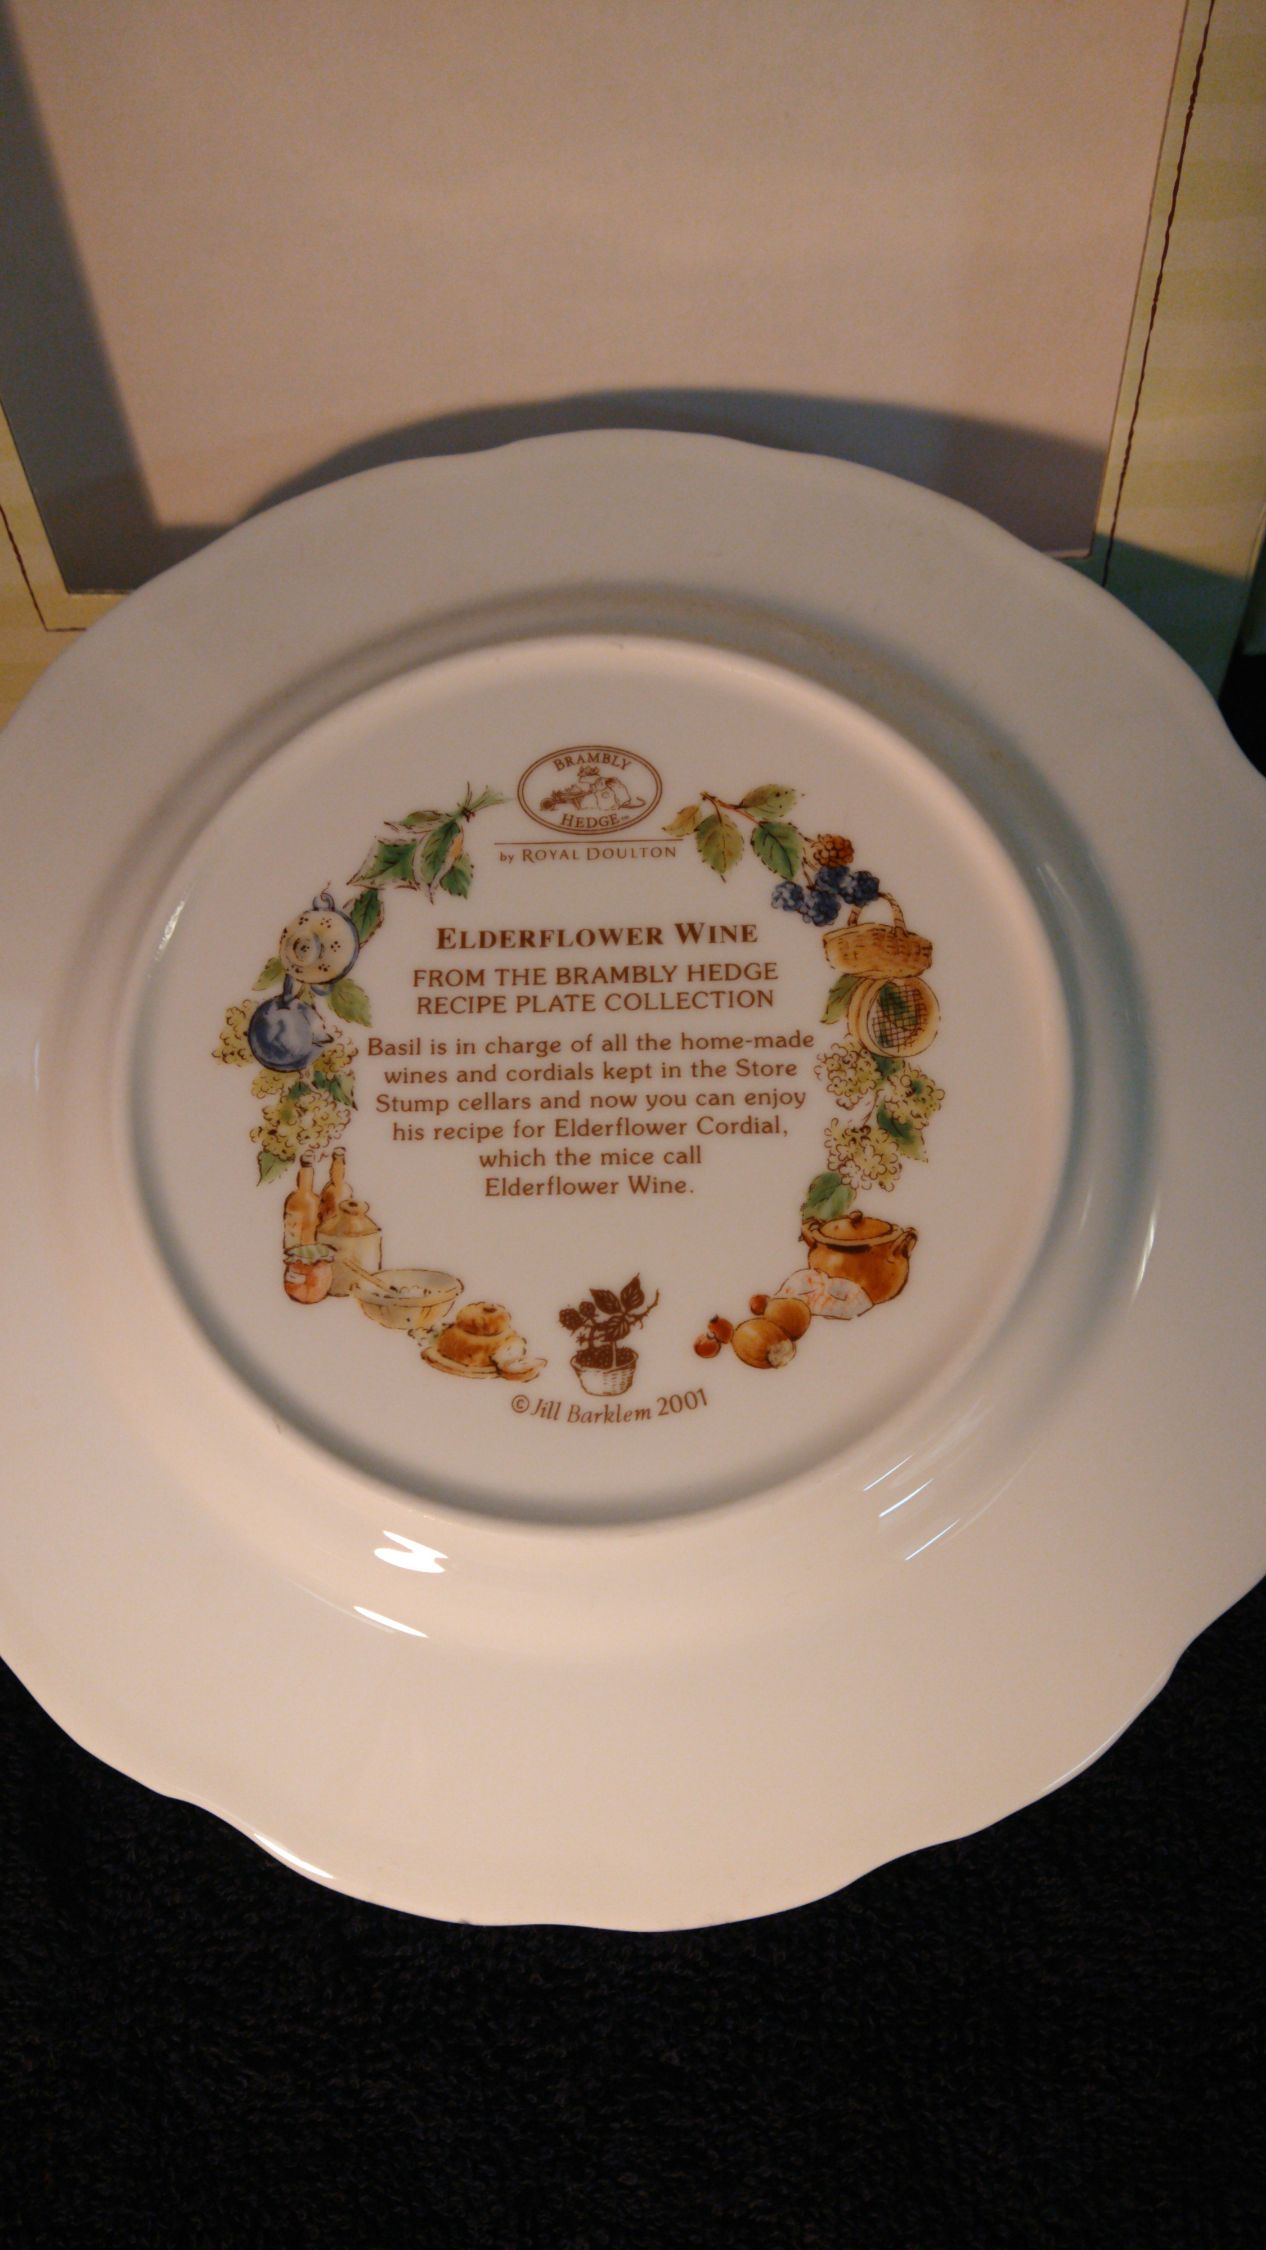 BRAMBLY
HEDGE™
by ROYAL DOULTON
ELDERFLOWER WINE
FROM THE BRAMBLY HEDGE
RECIPE PLATE COLLECTION
Basil is in charge of all the home-made
wines and cordials kept in the Store
Stump cellars and now you can enjoy
his recipe for Elderflower Cordial,
which the mice call
Elderflower Wine.
©Jill Barklem 2001